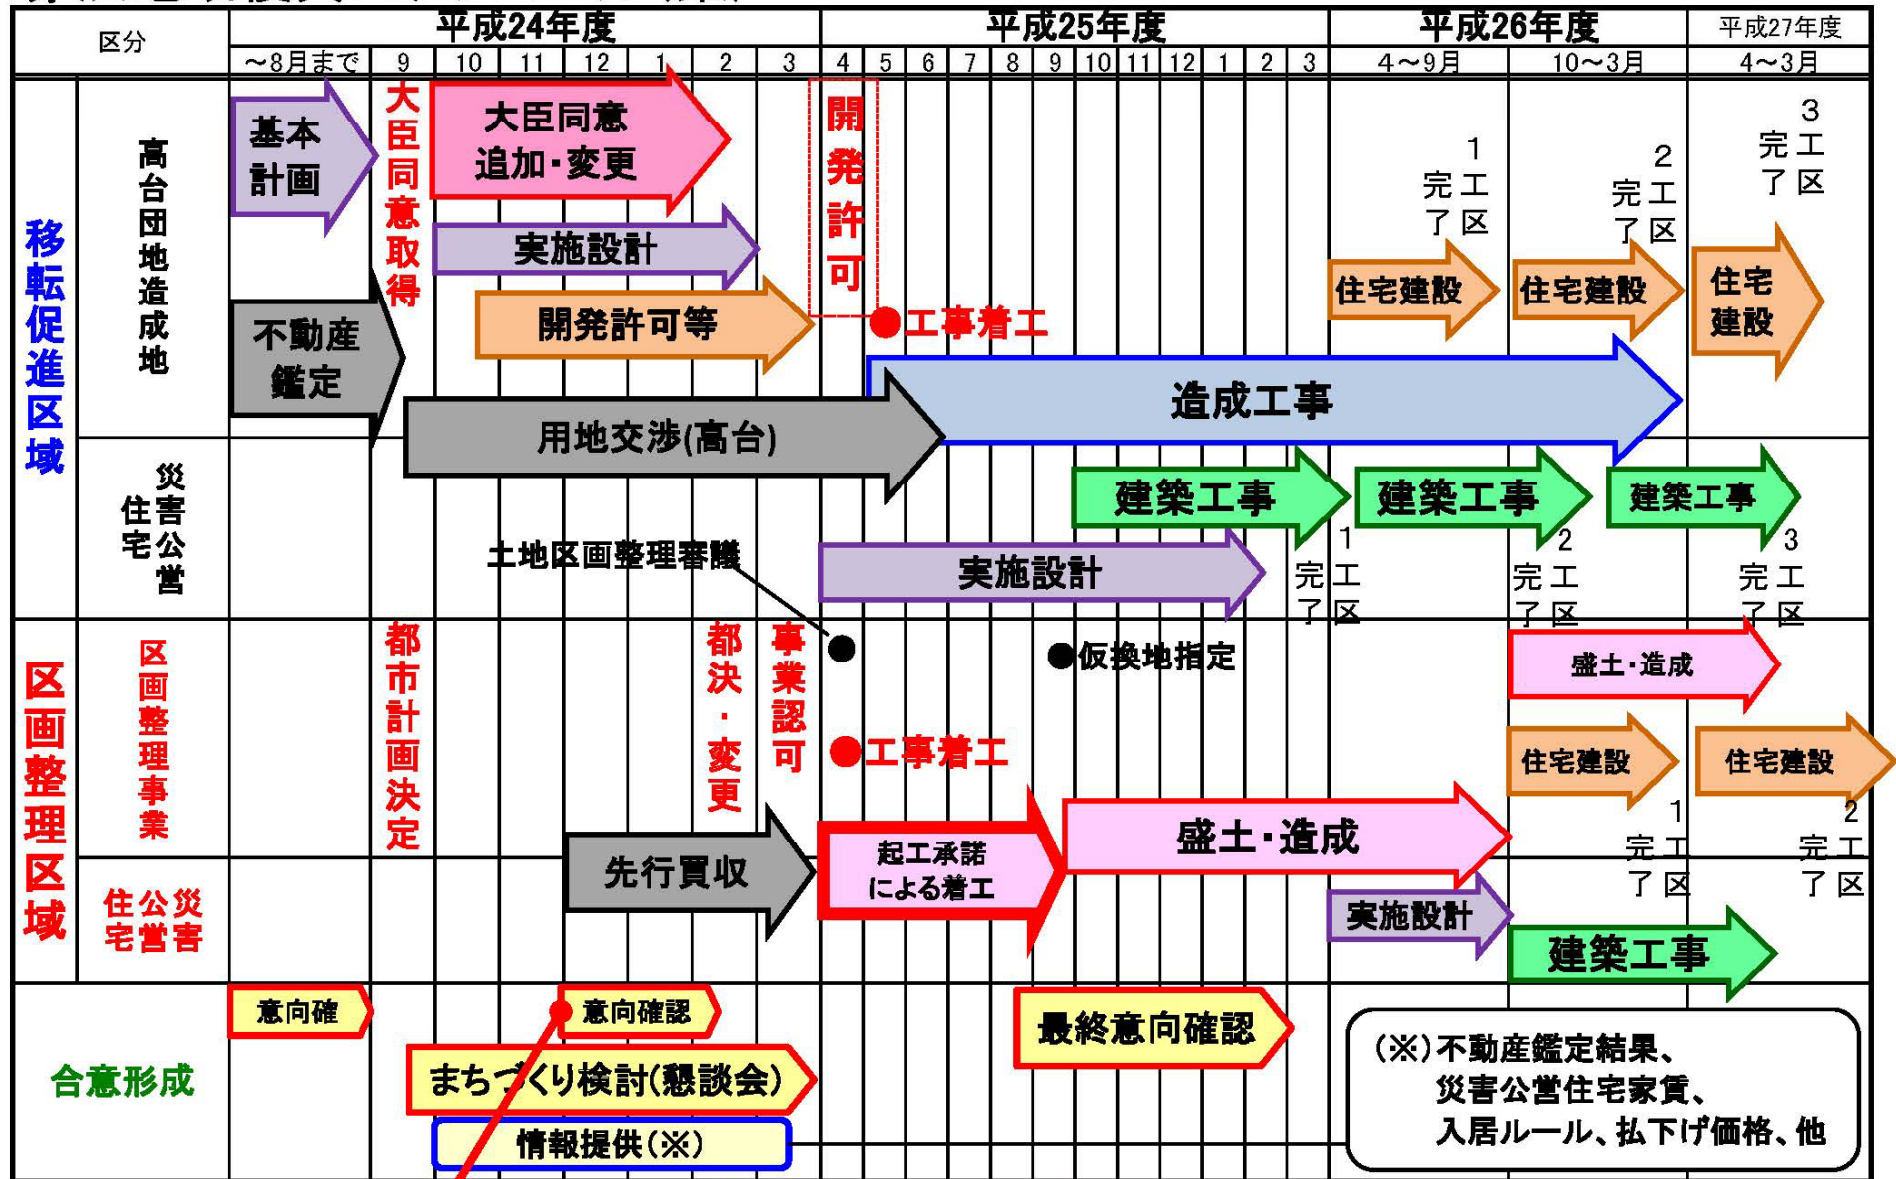 区分
平成24年度
平成25年度
平成26年度
平成27年度
～8月まで
9
10
11
12
1
2
3
4
5
6
7
8
9
10
11
12
1
2
3
4～9月
10～3月
4～3月
移転促進区域
高台団地造成地
基本
計画
大臣同意取得
大臣同意
追加・変更
実施設計
開発許可等
開発許可
●工事着工
不動産
鑑定
用地交渉(高台)
造成工事
1工区
完了
2工区
完了
3工区
完了
住宅建設
住宅建設
住宅
建設
災害公営
住宅
建築工事
建築工事
建築工事
実施設計
1工区
完了
2工区
完了
3工区
完了
土地区画整理審議
区画整理区域
区画整理事業
都市計画決定
都決・変更
事業認可
●仮換地指定
●工事着工
盛土・造成
住宅建設
住宅建設
1工区
完了
2工区
完了
先行買収
起工承諾
による着工
盛土・造成
災害
公営
住宅
実施設計
建築工事
合意形成
意向確
意向確認
最終意向確認
まちづくり検討(懇談会)
情報提供(※)
(※)不動産鑑定結果、
災害公営住宅家賃、
入居ルール、払下げ価格、他